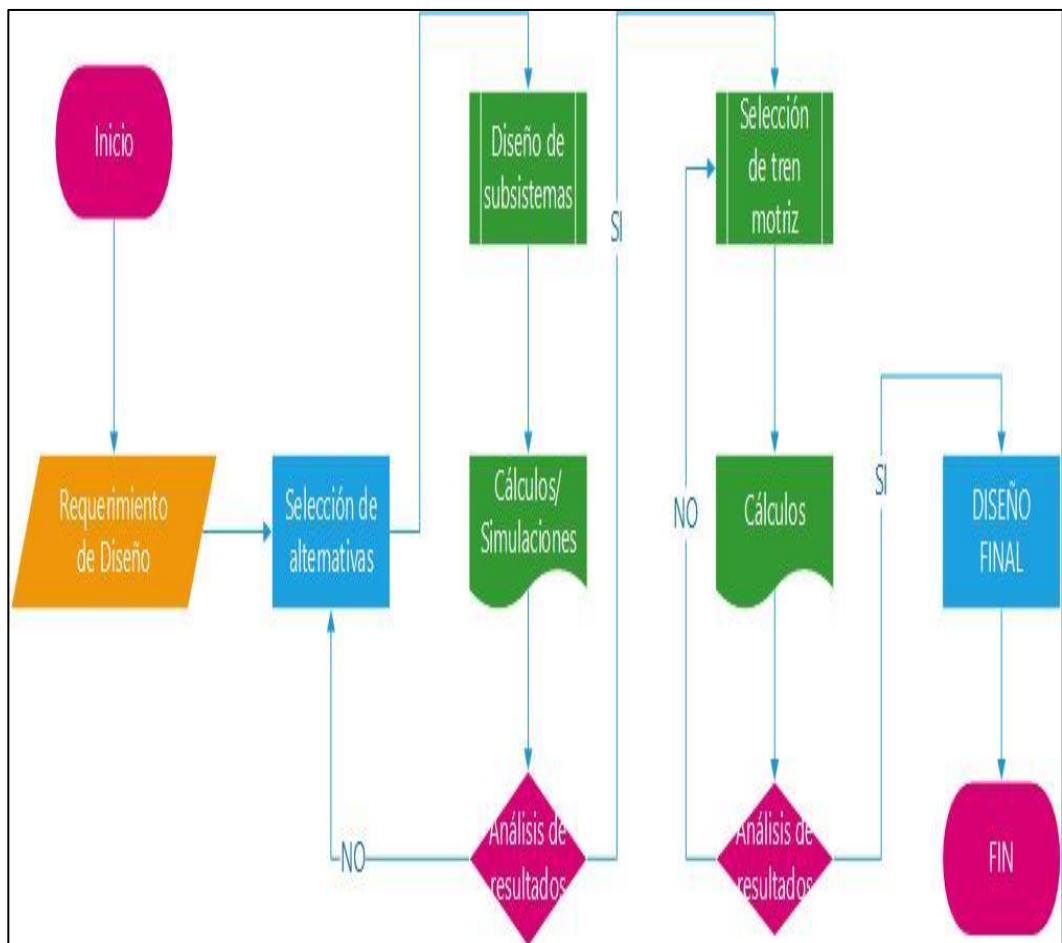 Inicio
Requerimiento
de Diseño
Selección de
alternativas
Diseño de
subsistemas
Cálculos/
Simulaciones
Análisis de
resultados
NO
SI
Selección
de tren
motriz
Cálculos
Análisis de
resultados
NO
SI
DISEÑO
FINAL
FIN